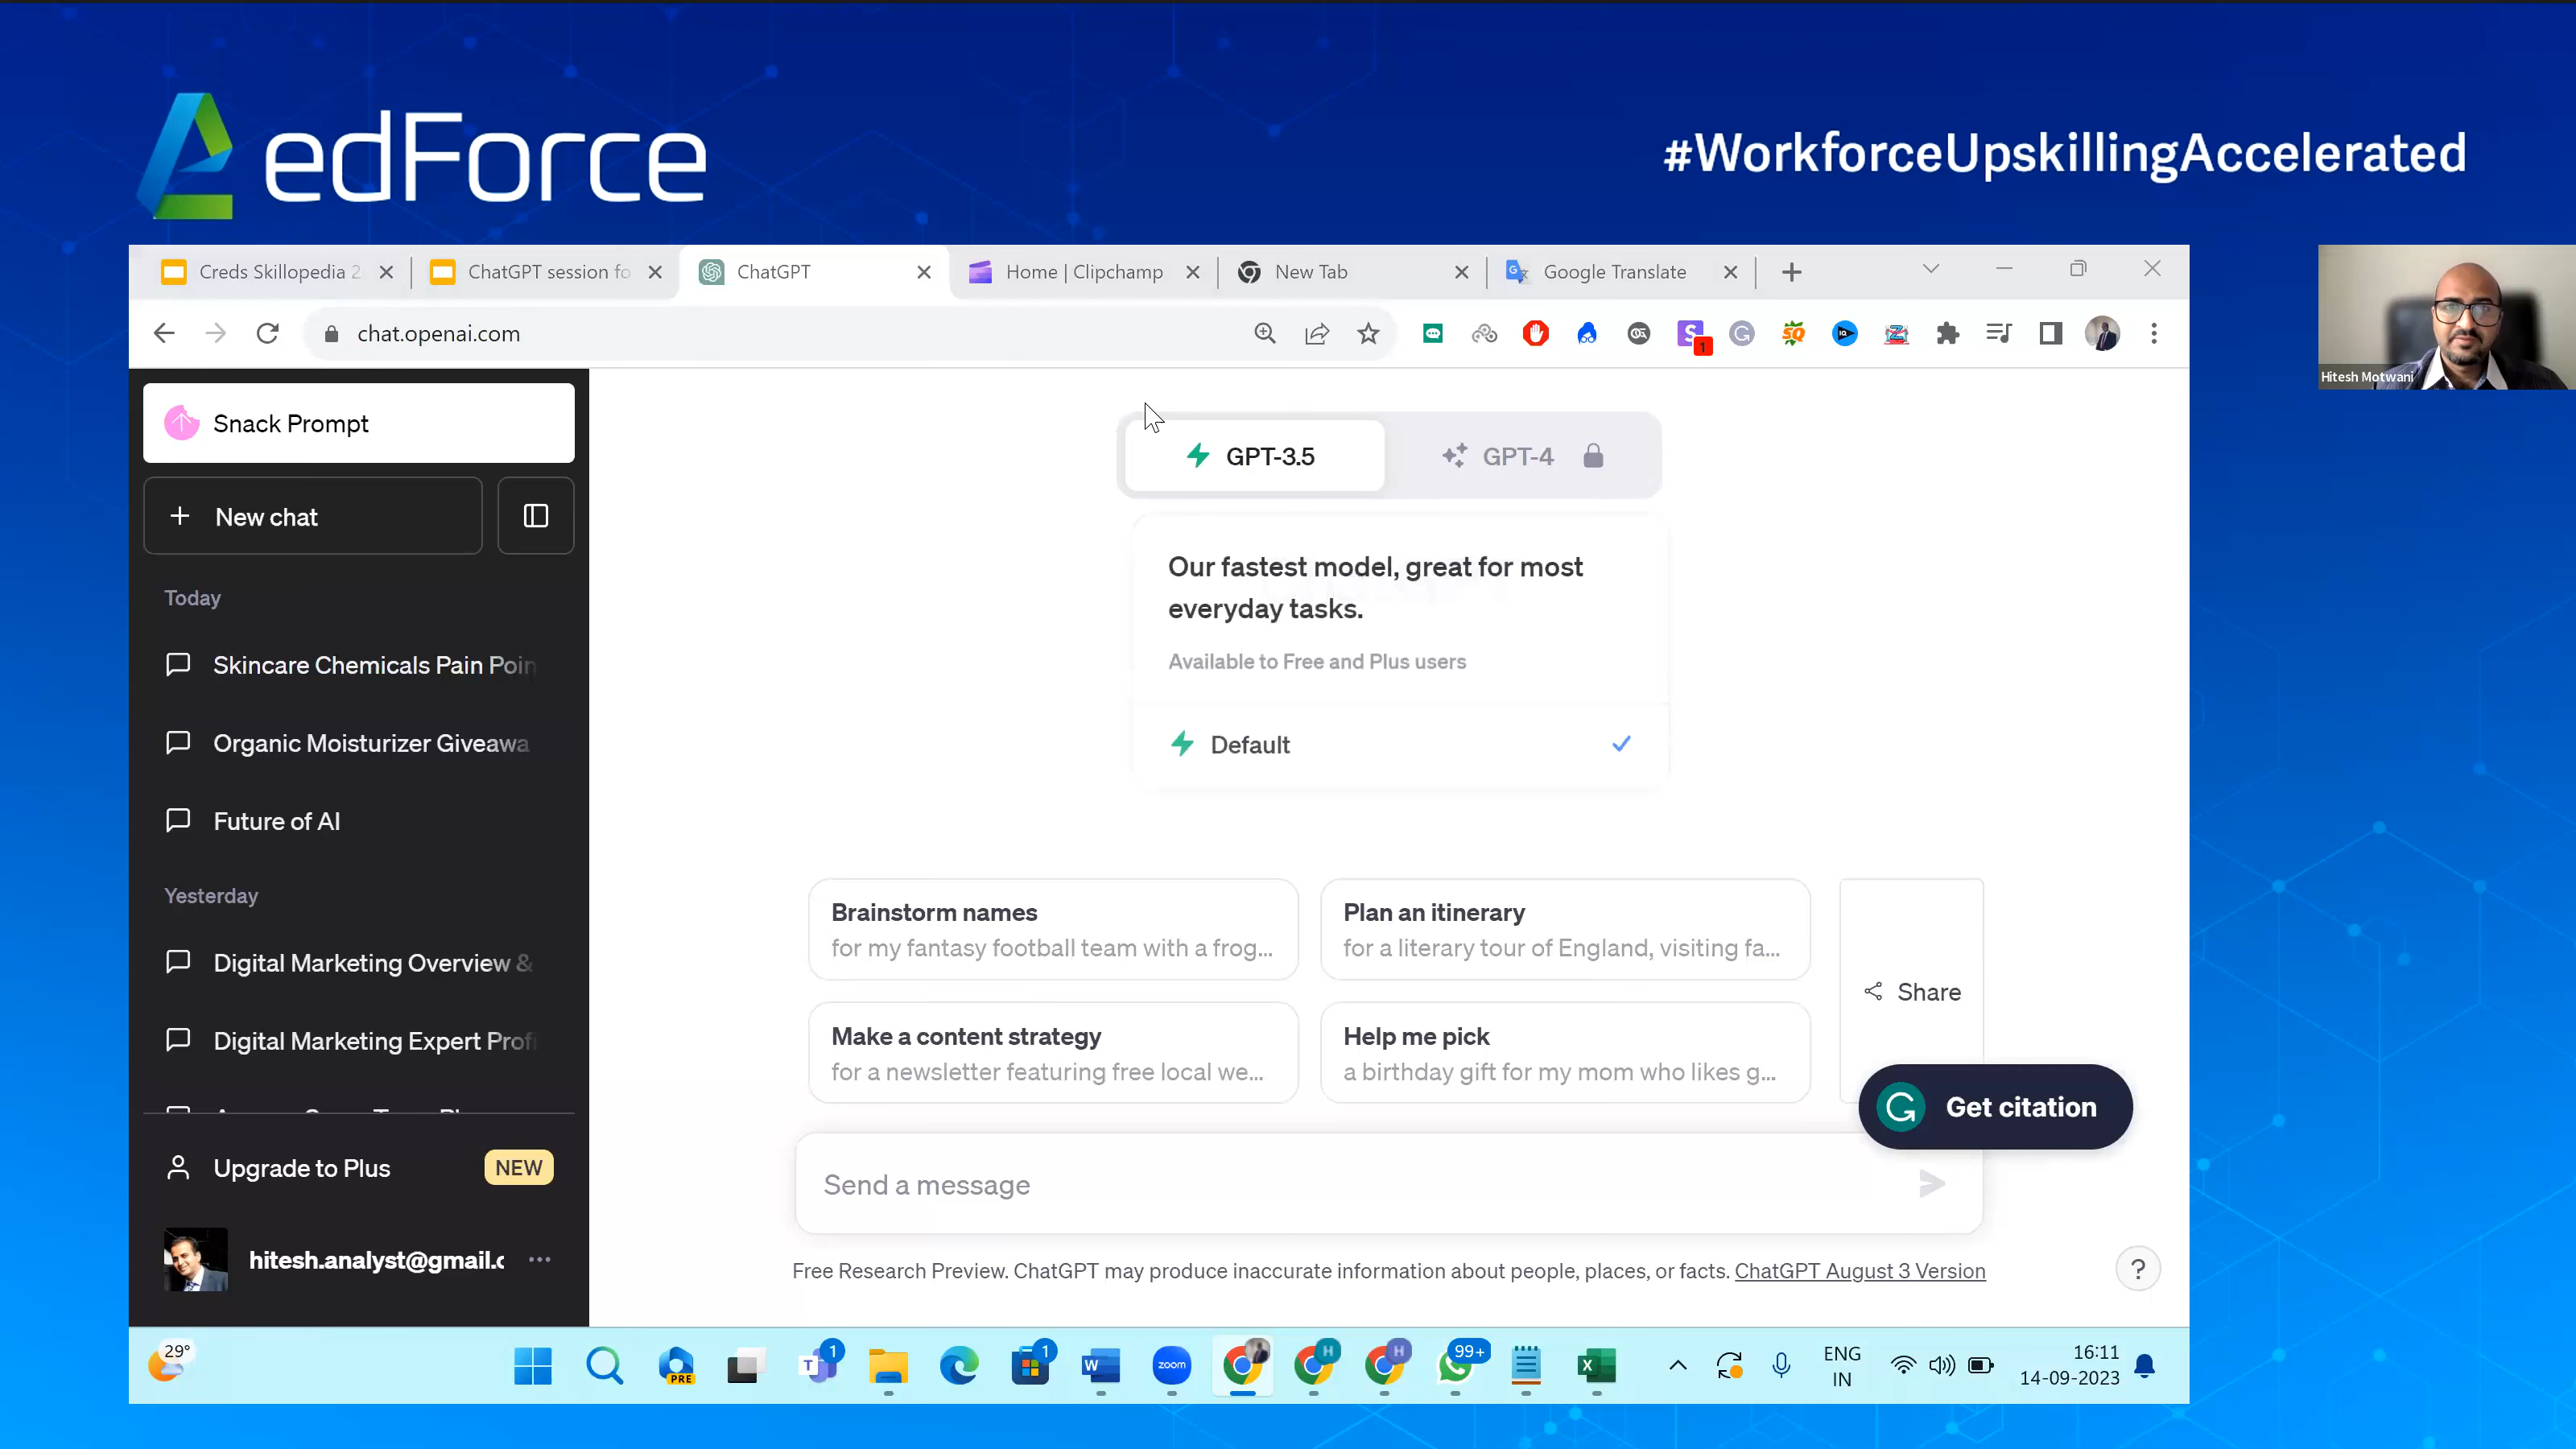 edForce
#WorkforceUpskillingAccelerated
Creds Skillopedia 2
ChatGPT session fo
ChatGPT
Home | Clipchamp
New Tab
Google Translate
chat.openai.com
1
Hitesh Motwani
Snack Prompt
New chat
Today
Skincare Chemicals Pain Poin
Organic Moisturizer Giveawa
Future of AI
Yesterday
Digital Marketing Overview &
Digital Marketing Expert Profi
Upgrade to Plus
NEW
hitesh.analyst@gmail.c
GPT-3.5
GPT-4
Our fastest model, great for most
everyday tasks.
Available to Free and Plus users
Default
Brainstorm names
for my fantasy football team with a frog...
Plan an itinerary
for a literary tour of England, visiting fa...
Make a content strategy
for a newsletter featuring free local we...
Help me pick
a birthday gift for my mom who likes g...
Share
Get citation
Send a message
Free Research Preview. ChatGPT may produce inaccurate information about people, places, or facts. ChatGPT August 3 Version
?
29°
PRE
T
1
1
W
zoom
H
H
99+
X
ENG
IN
16:11
14-09-2023